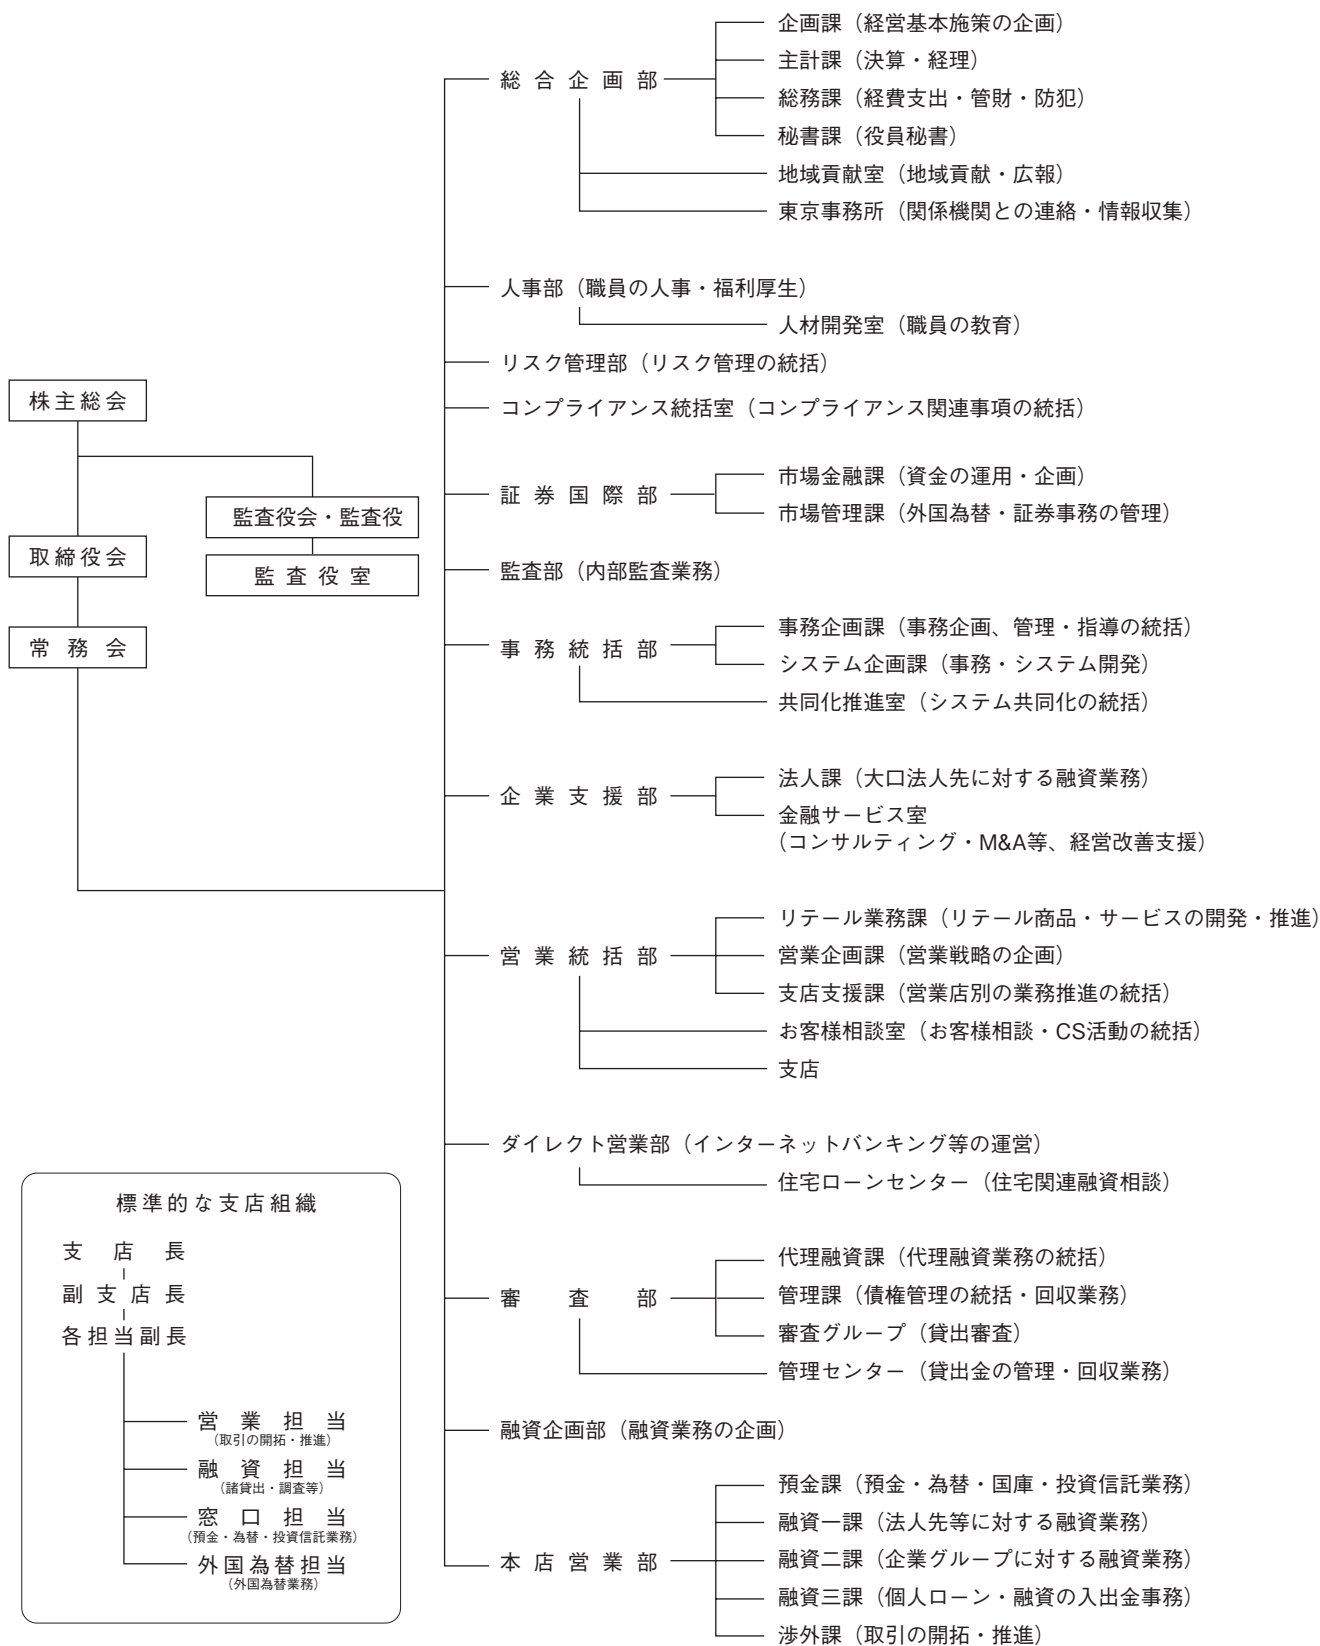 企画課（経営基本施策の企画）
主計課（決算・経理）
総合企画部
総務課（経費支出・管財・防犯）
秘書課（役員秘書）
地域貢献室（地域貢献・広報）
東京事務所（関係機関との連絡・情報収集）
人事部（職員の人事・福利厚生）
人材開発室（職員の教育）
リスク管理部（リスク管理の統括）
コンプライアンス統括室（コンプライアンス関連事項の統括）
株主総会
監査役会・監査役
監査役室
取締役会
常務会
証券国際部
市場金融課（資金の運用・企画）
市場管理課（外国為替・証券事務の管理）
監査部（内部監査業務）
事務統括部
事務企画課（事務企画、管理・指導の統括）
システム企画課（事務・システム開発）
共同化推進室（システム共同化の統括）
企業支援部
法人課（大口法人先に対する融資業務）
金融サービス室
（コンサルティング・M&A等、経営改善支援）
営業統括部
リテール業務課（リテール商品・サービスの開発・推進）
営業企画課（営業戦略の企画）
支店支援課（営業店別の業務推進の統括）
お客様相談室（お客様相談・CS活動の統括）
支店
ダイレクト営業部（インターネットバンキング等の運営）
住宅ローンセンター（住宅関連融資相談）
審査部
代理融資課（代理融資業務の統括）
管理課（債権管理の統括・回収業務）
審査グループ（貸出審査）
管理センター（貸出金の管理・回収業務）
融資企画部（融資業務の企画）
本店営業部
預金課（預金・為替・国庫・投資信託業務）
融資一課（法人先等に対する融資業務）
融資二課（企業グループに対する融資業務）
融資三課（個人ローン・融資の入出金事務）
渉外課（取引の開拓・推進）
標準的な支店組織
支店長
副支店長
各担当副長
営業担当
（取引の開拓・推進）
融資担当
（諸貸出・調査等）
窓口担当
（預金・為替・投資信託業務）
外国為替担当
（外国為替業務）